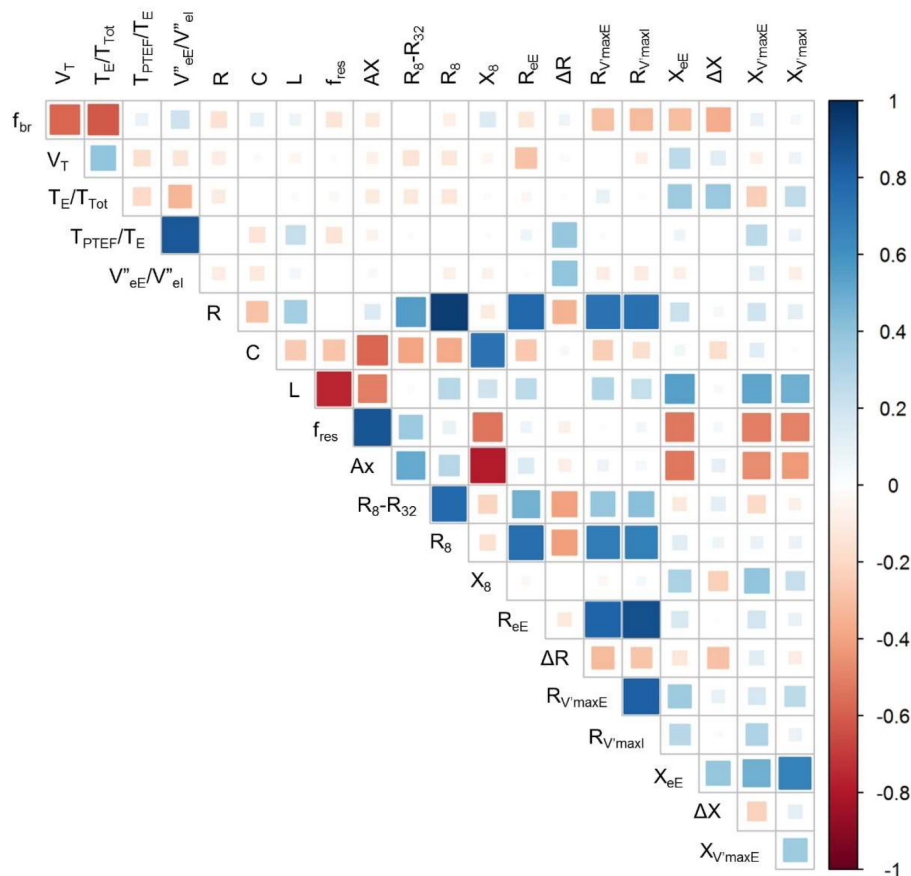 V_T T_E/T_Tot T_PTEF/T_E V"_eE/V"_eI R C L f_res AX R_8-R_32 R_8 X_8 R_eE ΔR R_V'maxE R_V'maxI X_eE ΔX X_V'maxE X_V'maxI
f_br
V_T
T_E/T_Tot
T_PTEF/T_E
V"_eE/V"_eI
R
C
L
f_res
Ax
R_8-R_32
R_8
X_8
R_eE
ΔR
R_V'maxE
R_V'maxI
X_eE
ΔX
X_V'maxE
1
0.8
0.6
0.4
0.2
0
-0.2
-0.4
-0.6
-0.8
-1